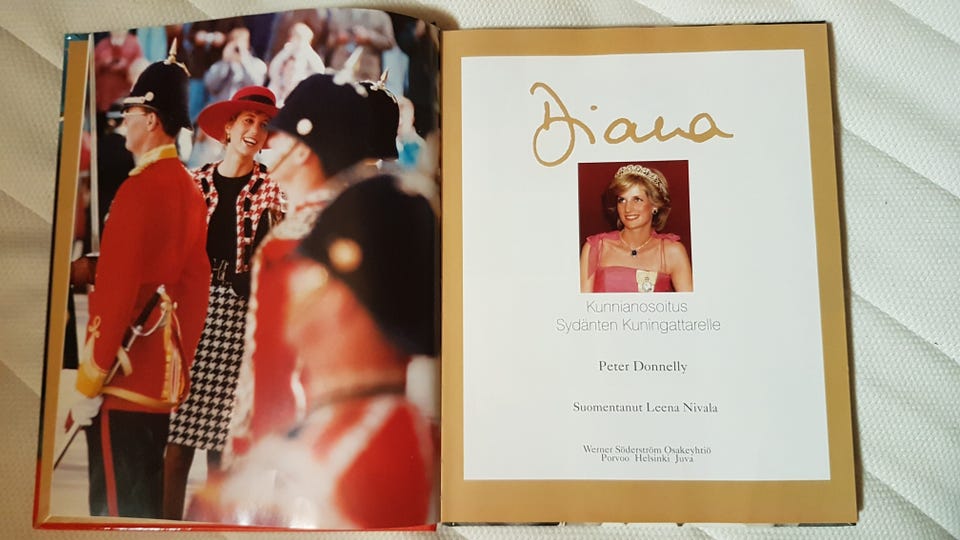 Diana
Kunnianosoitus
Sydänten Kuningattarelle
Peter Donnelly
Suomentanut Leena Nivala
Werner Söderström Osakeyhtiö
Porvoo Helsinki Juva